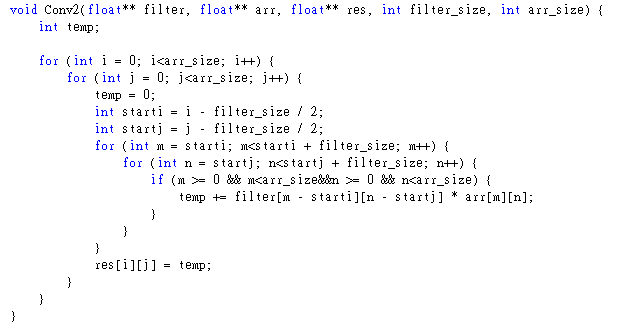 void Conv2(float** filter, float** arr, float** res, int filter_size, int arr_size) {
    int temp;

    for (int i = 0; i<arr_size; i++) {
        for (int j = 0; j<arr_size; j++) {
            temp = 0;
            int starti = i - filter_size / 2;
            int startj = j - filter_size / 2;
            for (int m = starti; m<starti + filter_size; m++) {
                for (int n = startj; n<startj + filter_size; n++) {
                    if (m >= 0 && m<arr_size&&n >= 0 && n<arr_size) {
                        temp += filter[m - starti][n - startj] * arr[m][n];
                    }
                }
            }
            res[i][j] = temp;
        }
    }
}